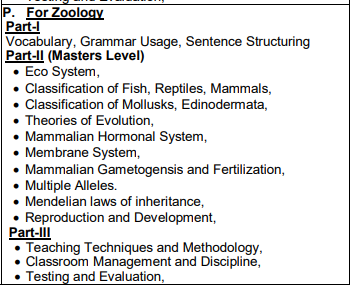 Testing and Evaluation,
P. For Zoology
Part-I
Vocabulary, Grammar Usage, Sentence Structuring
Part-II (Masters Level)
• Eco System,
• Classification of Fish, Reptiles, Mammals,
• Classification of Mollusks, Edinodermata,
• Theories of Evolution,
• Mammalian Hormonal System,
• Membrane System,
• Mammalian Gametogensis and Fertilization,
• Multiple Alleles.
• Mendelian laws of inheritance,
• Reproduction and Development,
Part-III
• Teaching Techniques and Methodology,
• Classroom Management and Discipline,
• Testing and Evaluation,